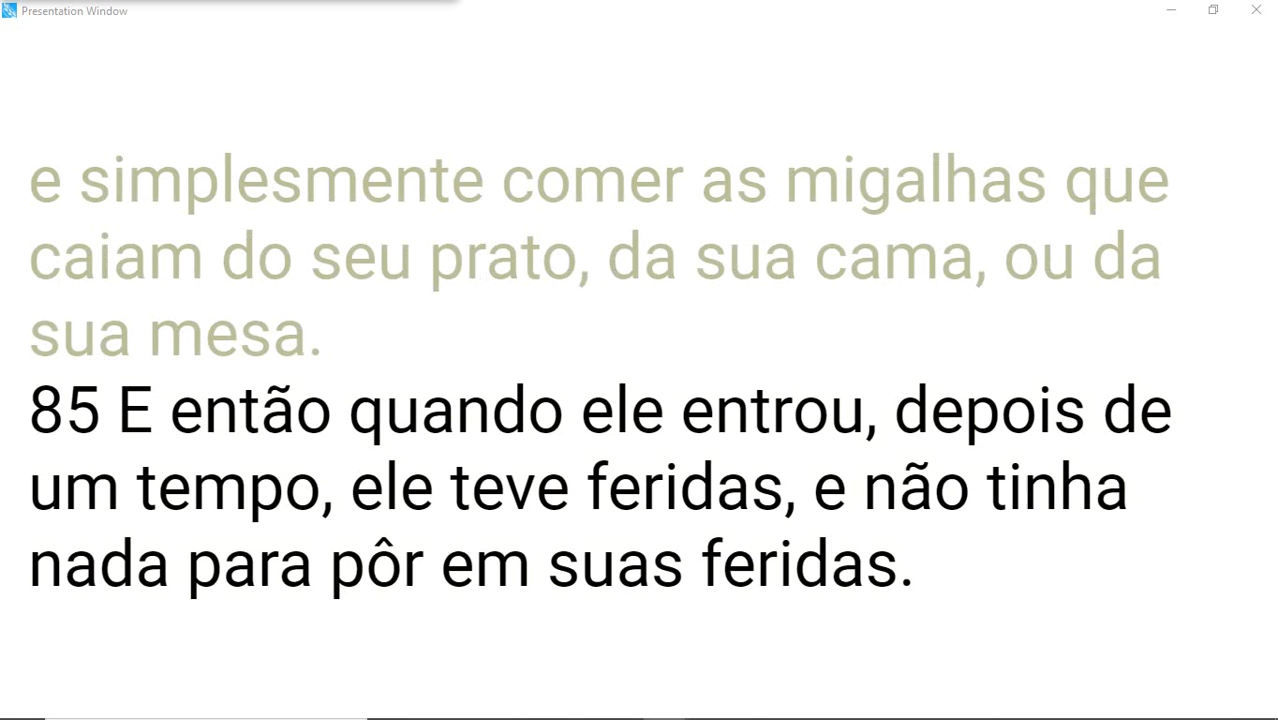 Presentation Window
e simplesmente comer as migalhas que
caiam do seu prato, da sua cama, ou da
sua mesa.
85 E então quando ele entrou, depois de
um tempo, ele teve feridas, e não tinha
nada para pôr em suas feridas.